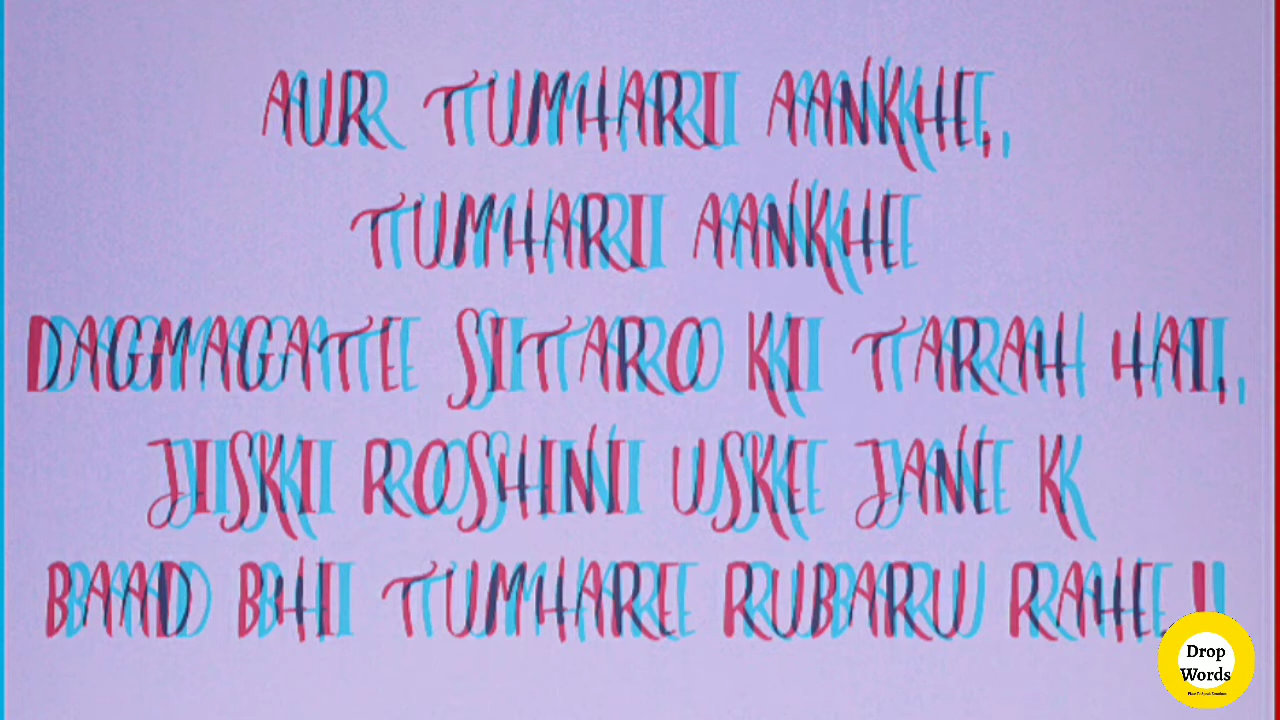 AUR TUMHARI AANKHE,
TUMHARI AANKHE
DAGMAGATE SITARO KI TARAH HAI,
JISKI ROSHNI USKE JANE K
BAAD BHI TUMHARE RUBARU RAHE !
Drop
Words